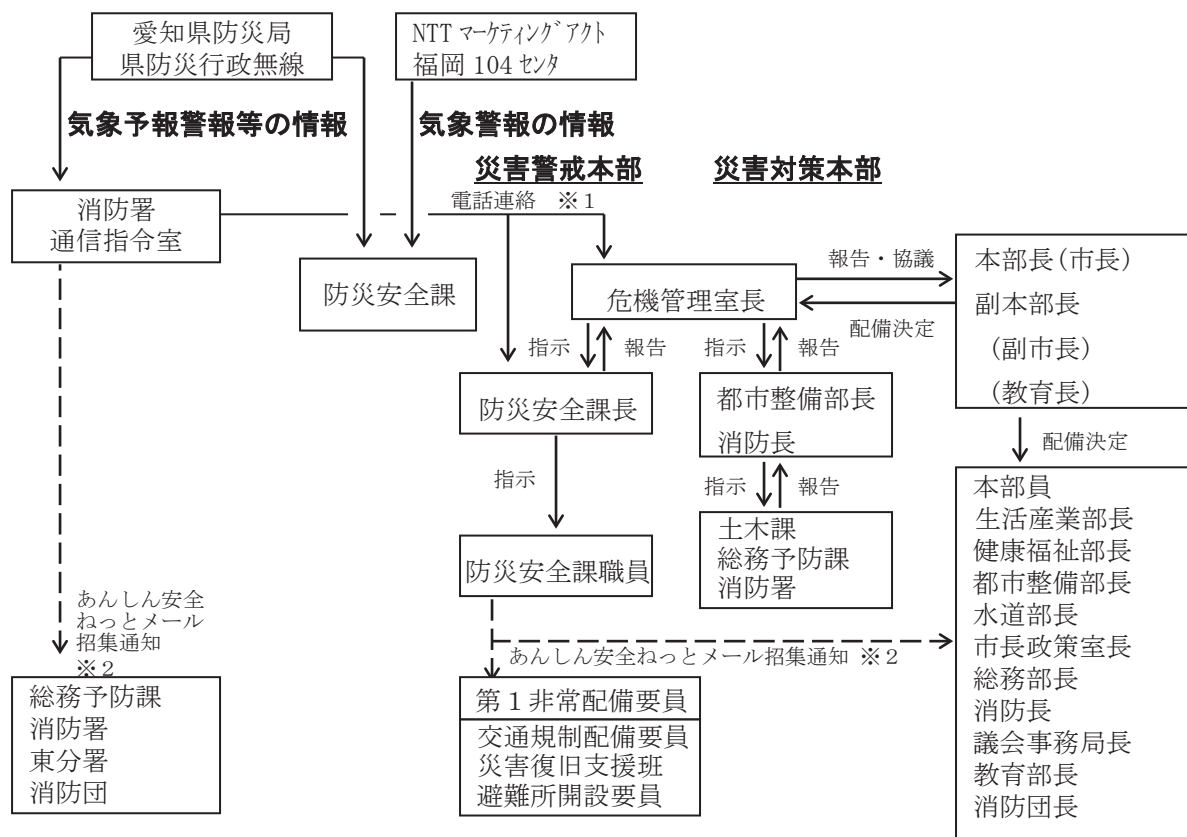 愛知県防災局
県防災行政無線
NTT マーケティングアクト
福岡 104 センタ
気象予報警報等の情報
気象警報の情報
災害警戒本部
災害対策本部
電話連絡 ※1
消防署
通信指令室
防災安全課
危機管理室長
報告・協議
配備決定
本部長(市長)
副本部長
(副市長)
(教育長)
指示
報告
指示
報告
防災安全課長
都市整備部長
消防長
配備決定
指示
指示
報告
土木課
総務予防課
消防署
防災安全課職員
本部員
生活産業部長
健康福祉部長
都市整備部長
水道部長
市長政策室長
総務部長
消防長
議会事務局長
教育部長
消防団長
あんしん安全
ねっとメール
招集通知
※2
あんしん安全ねっとメール招集通知 ※2
総務予防課
消防署
東分署
消防団
第1非常配備要員
交通規制配備要員
災害復旧支援班
避難所開設要員